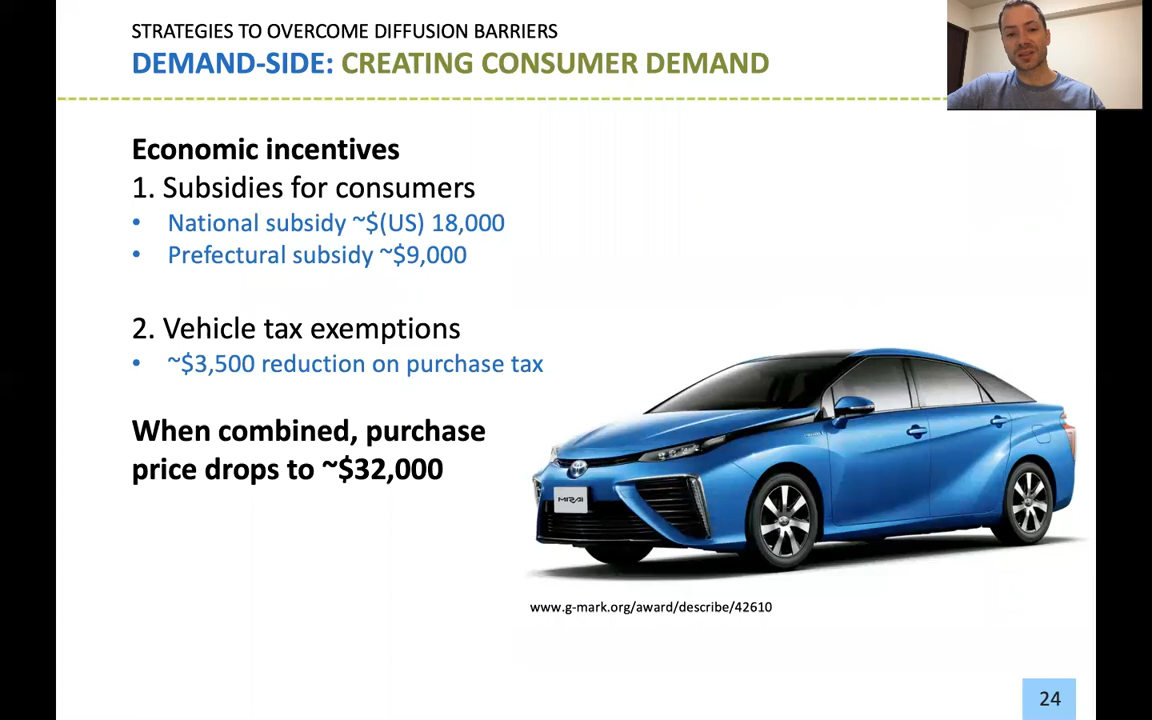 STRATEGIES TO OVERCOME DIFFUSION BARRIERS
DEMAND-SIDE: CREATING CONSUMER DEMAND
Economic incentives
1. Subsidies for consumers
• National subsidy ~$(US) 18,000
• Prefectural subsidy ~$9,000
2. Vehicle tax exemptions
• ~$3,500 reduction on purchase tax
When combined, purchase
price drops to ~$32,000
MIRAI
www.g-mark.org/award/describe/42610
24